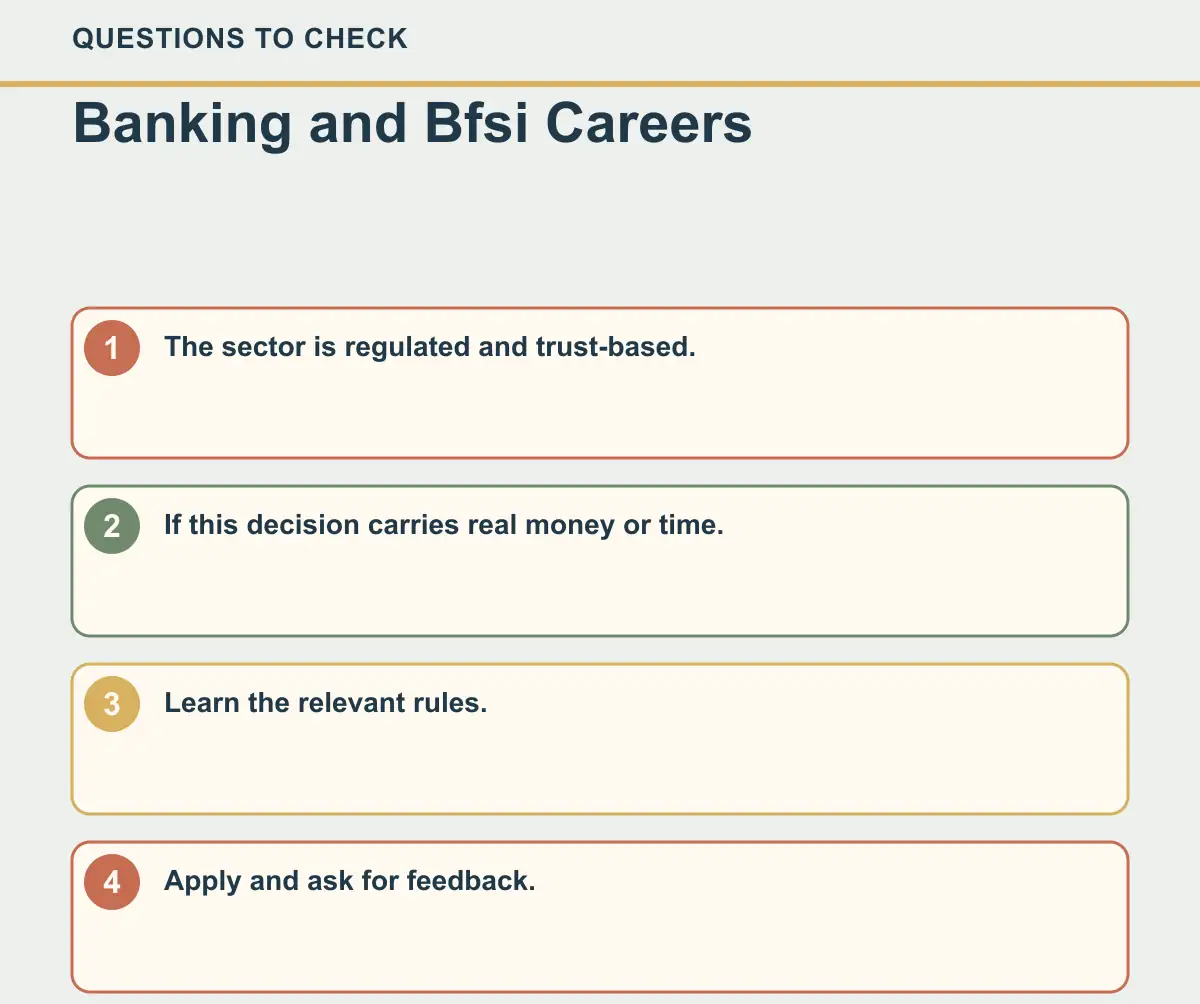 QUESTIONS TO CHECK
Banking and Bfsi Careers
1 The sector is regulated and trust-based.
2 If this decision carries real money or time.
3 Learn the relevant rules.
4 Apply and ask for feedback.